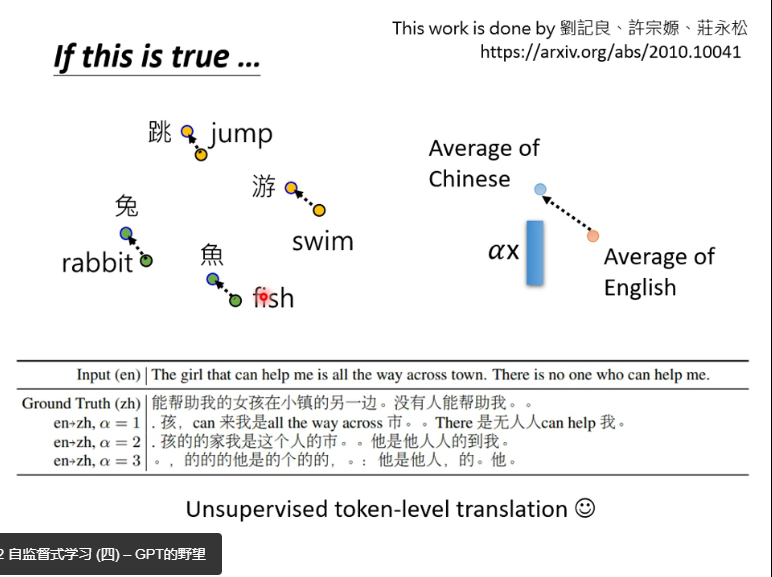 If this is true …
This work is done by 劉記良、許宗嫄、莊永松
https://arxiv.org/abs/2010.10041
跳 jump
游
swim
兔
rabbit
魚
fish
Average of
Chinese
αx
Average of
English
Input (en) | The girl that can help me is all the way across town. There is no one who can help me.
Ground Truth (zh) | 能帮助我的女孩在小镇的另一边。没有人能帮助我。。
en→zh, α = 1 | . 孩，can 来我是all the way across 市。。There 是无人人can help 我。
en→zh, α = 2 | . 孩的的家我是这个人的市。。他是他人人的到我。
en→zh, α = 3 | 。，的的的他是的个的的，。：他是他人，的。他。
Unsupervised token-level translation ☺
2 自监督式学习 (四) – GPT的野望